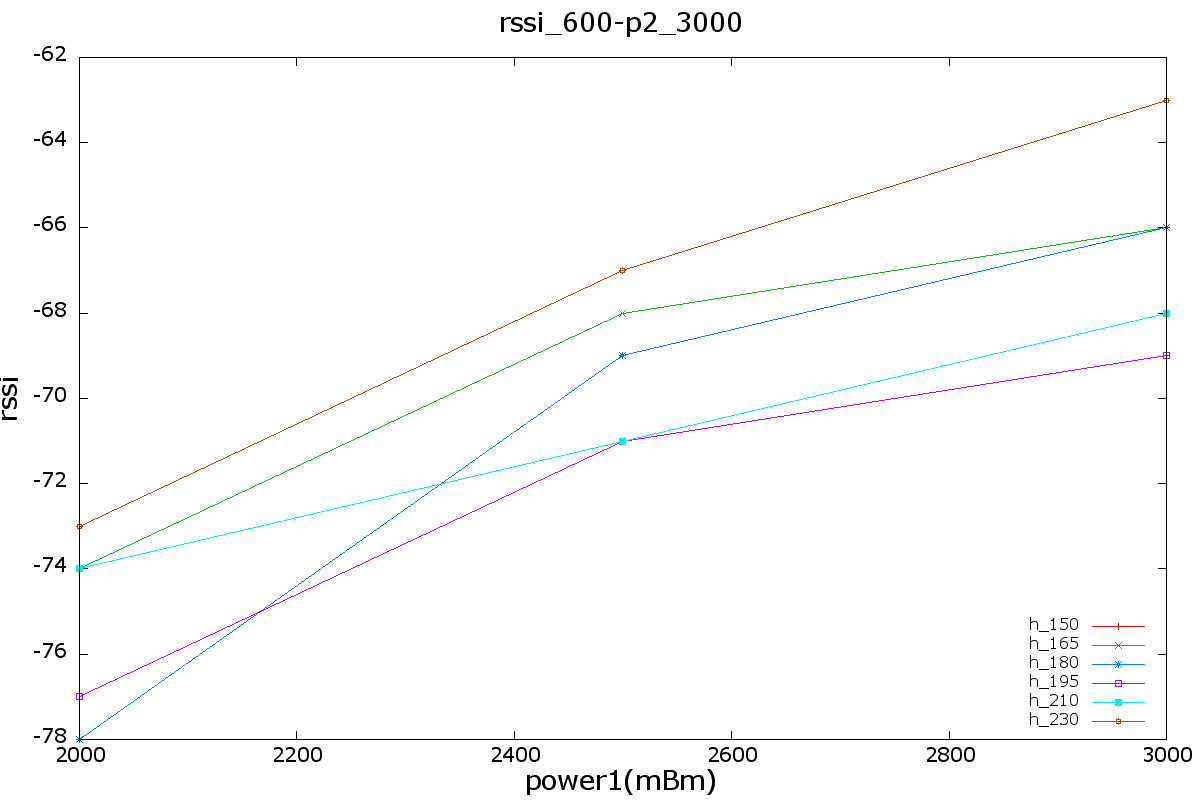 rssi_600-p2_3000
-62
-64
-66
-68
-70
-72
-74
-76
-78
rssi
2000 2200 2400 2600 2800 3000
power1(mBm)
h_150
h_165
h_180
h_195
h_210
h_230